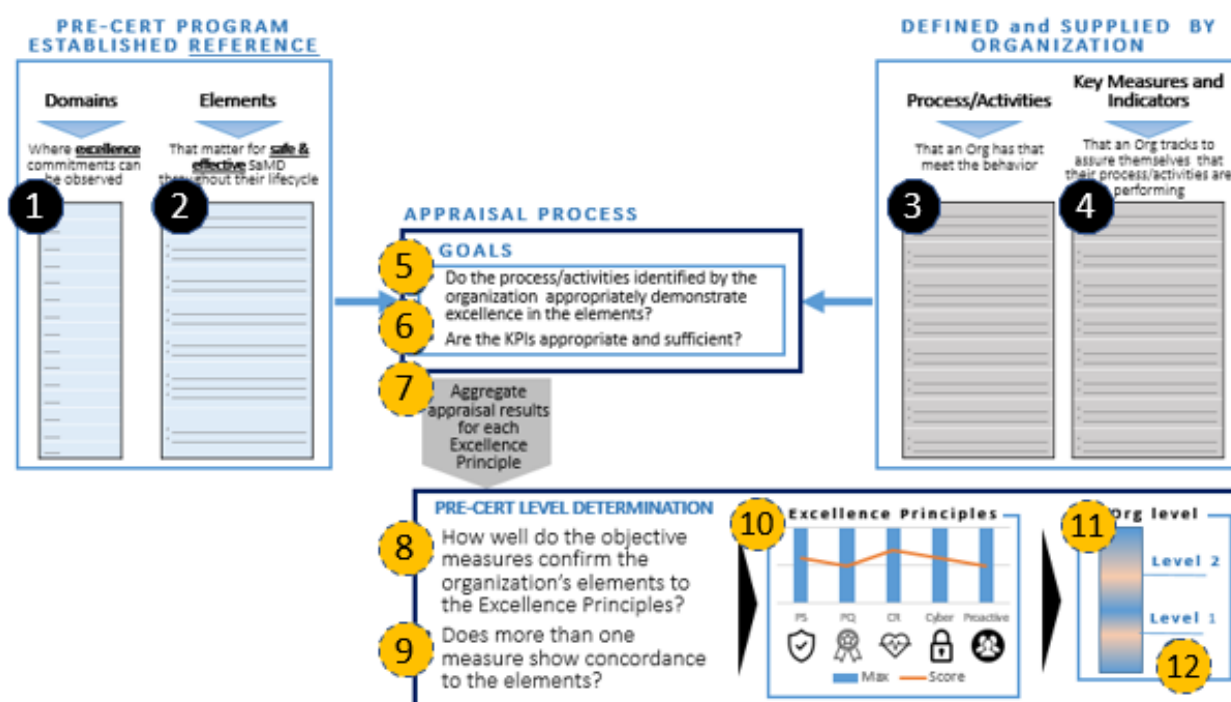 PRE-CERT PROGRAM
ESTABLISHED REFERENCE
Domains
Elements
Where excellence
commitments can
be observed
That matter for safe &
effective SaMD
throughout their lifecycle
1
2
DEFINED and SUPPLIED BY
ORGANIZATION
Process/Activities
Key Measures and
Indicators
That an Org has that
meet the behavior
That an Org tracks to
assure themselves that
their process/activities are
performing
3
4
APPRAISAL PROCESS
GOALS
5
Do the process/activities identified by the
organization appropriately demonstrate
excellence in the elements?
6
Are the KPIs appropriate and sufficient?
7
Aggregate
appraisal results
for each
Excellence
Principle
PRE-CERT LEVEL DETERMINATION
8
How well do the objective
measures confirm the
organization's elements to
the Excellence Principles?
9
Does more than one
measure show concordance
to the elements?
10
Excellence Principles
PS PQ CR Cyber Proactive
Max Score
11
Org level
Level 2
Level 1
12